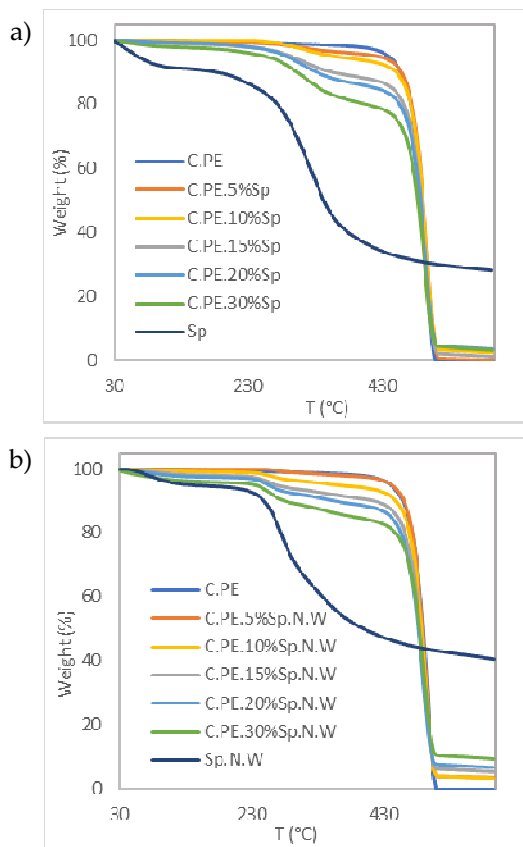 a)
100
80
60
40
20
0
Weight (%)
C.PE
C.PE.5%Sp
C.PE.10%Sp
C.PE.15%Sp
C.PE.20%Sp
C.PE.30%Sp
Sp
30 230 430
T (°C)
b)
100
80
60
40
20
0
Weight (%)
C.PE
C.PE.5%Sp.N.W
C.PE.10%Sp.N.W
C.PE.15%Sp.N.W
C.PE.20%Sp.N.W
C.PE.30%Sp.N.W
Sp.N.W
30 230 430
T (°C)